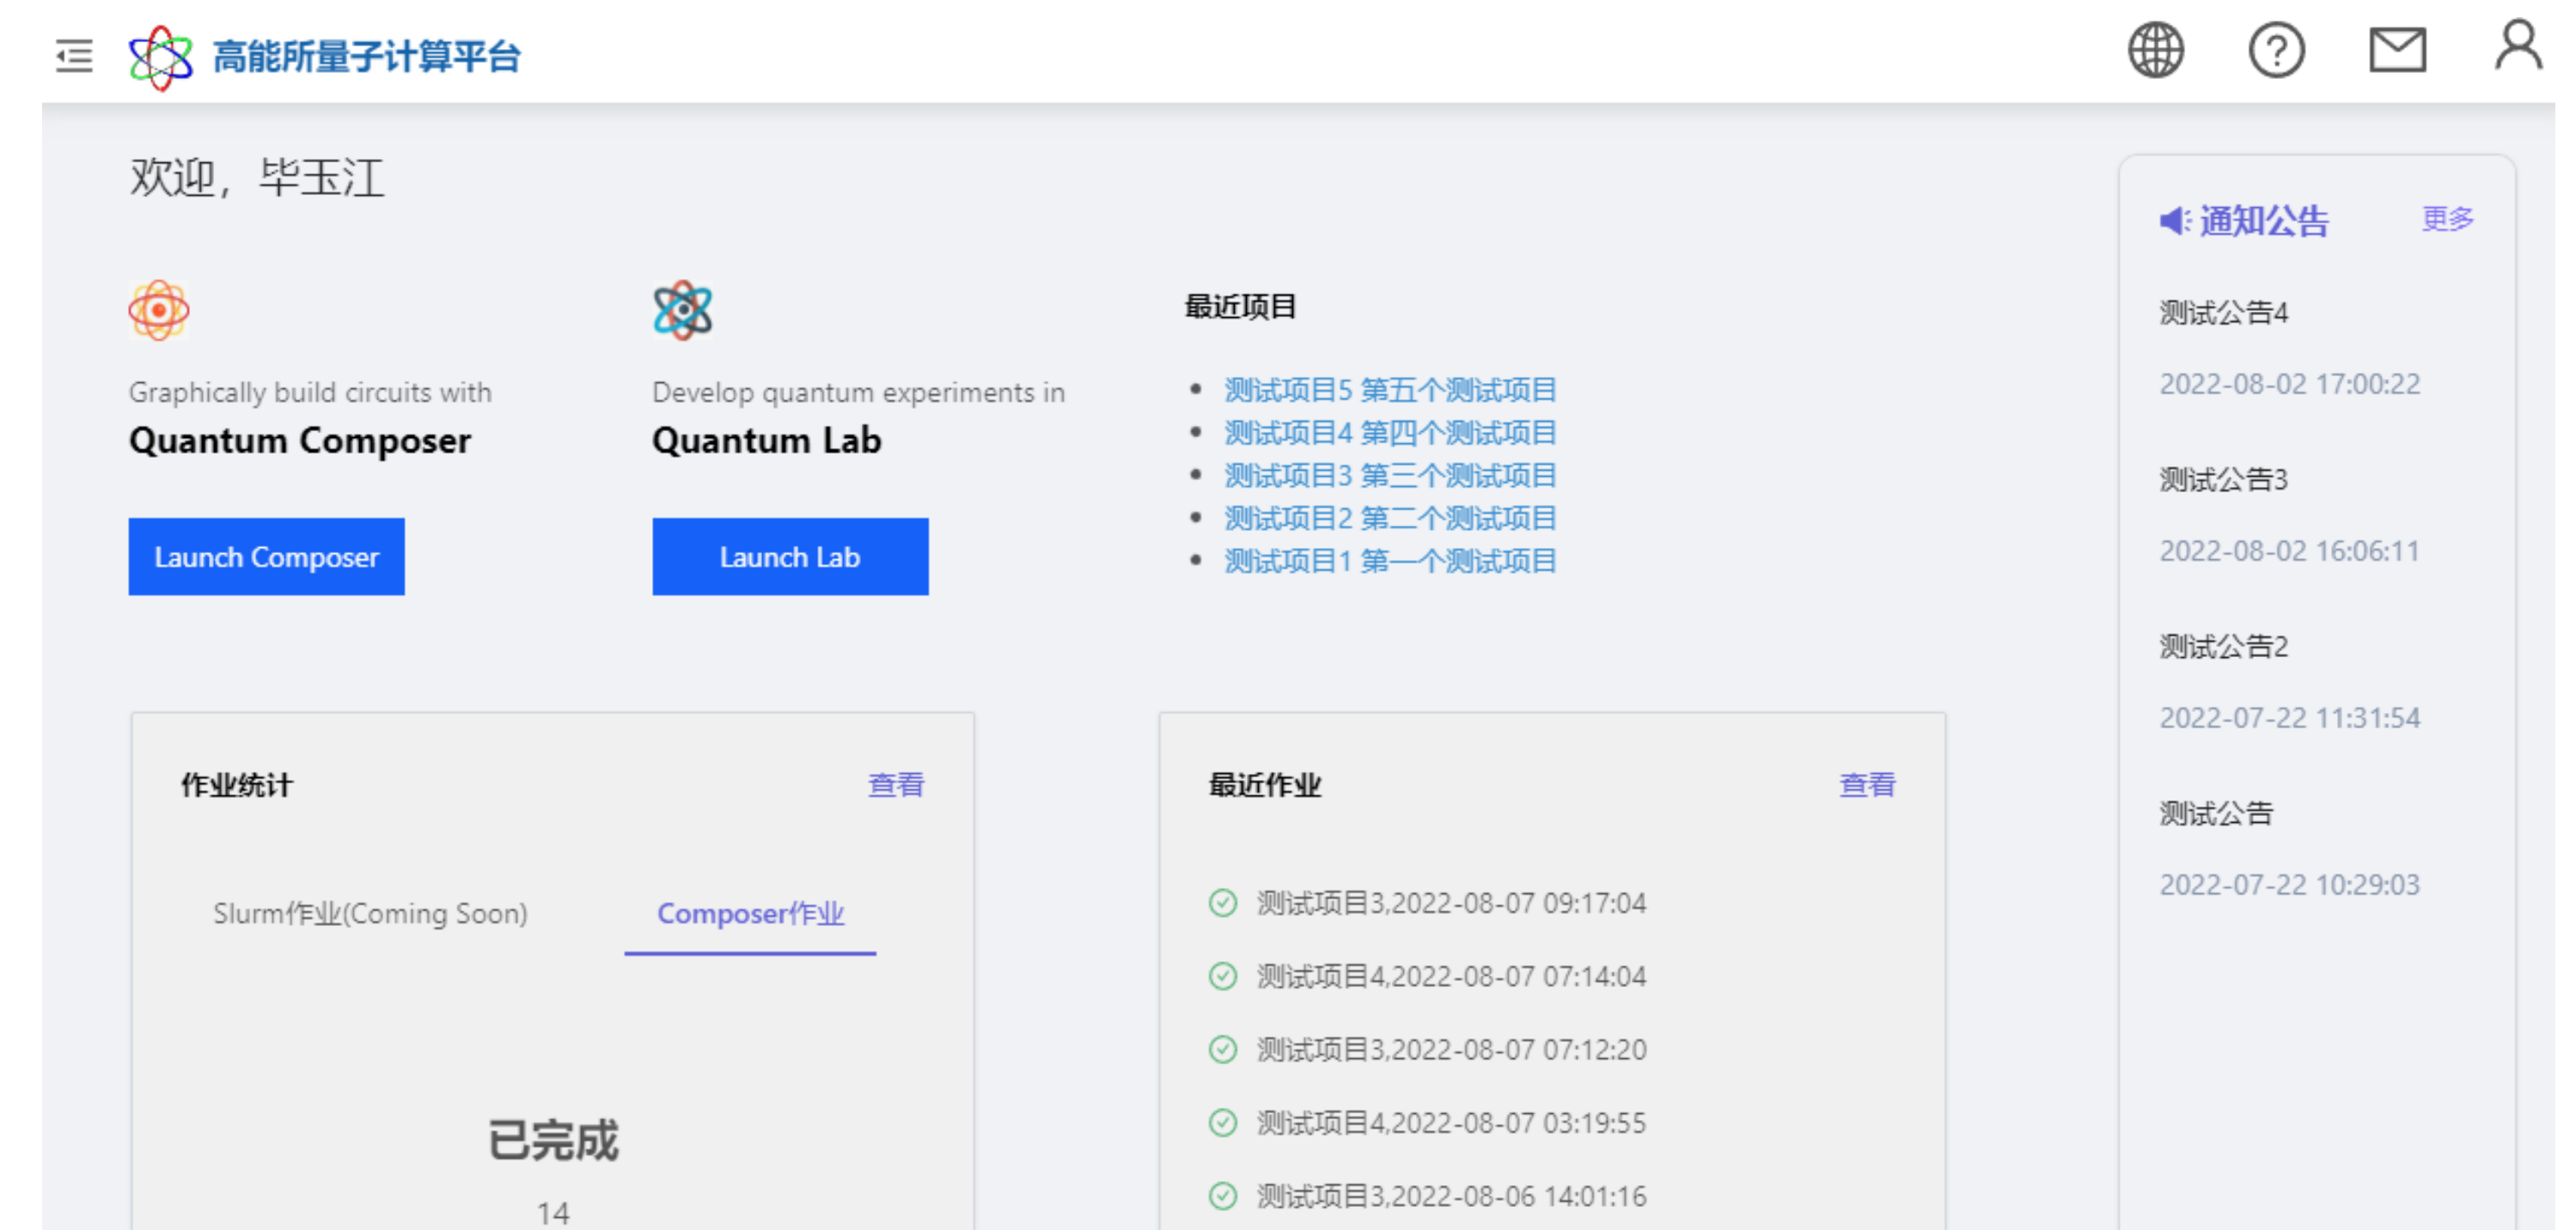 高能所量子计算平台
欢迎，毕玉江
Graphically build circuits with
Quantum Composer
Launch Composer
Develop quantum experiments in
Quantum Lab
Launch Lab
最近项目
测试项目5 第五个测试项目
测试项目4 第四个测试项目
测试项目3 第三个测试项目
测试项目2 第二个测试项目
测试项目1 第一个测试项目
作业统计
查看
Slurm作业(Coming Soon)
Composer作业
已完成
14
最近作业
查看
测试项目3,2022-08-07 09:17:04
测试项目4,2022-08-07 07:14:04
测试项目3,2022-08-07 07:12:20
测试项目4,2022-08-07 03:19:55
测试项目3,2022-08-06 14:01:16
通知公告
更多
测试公告4
2022-08-02 17:00:22
测试公告3
2022-08-02 16:06:11
测试公告2
2022-07-22 11:31:54
测试公告
2022-07-22 10:29:03